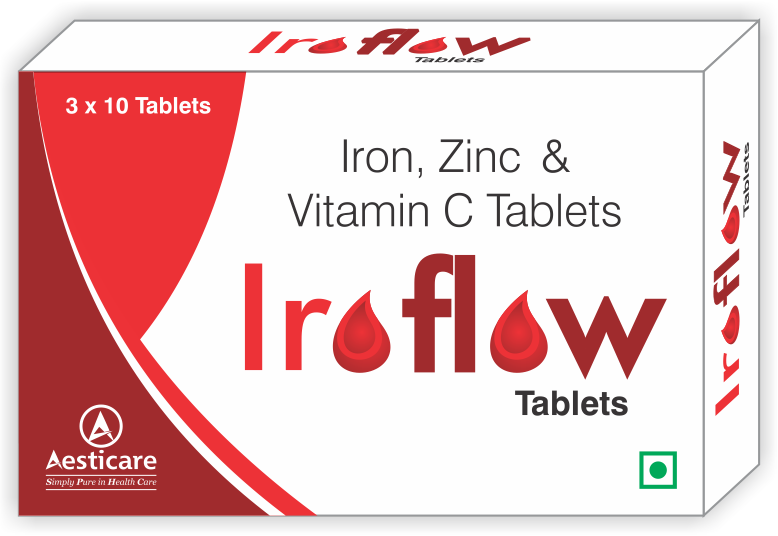 Iroflow
Tablets
3 x 10 Tablets
Iron, Zinc &
Vitamin C Tablets
Iroflow
Tablets
Aesticare
Simply Pure in Health Care
Iroflow
Tablets